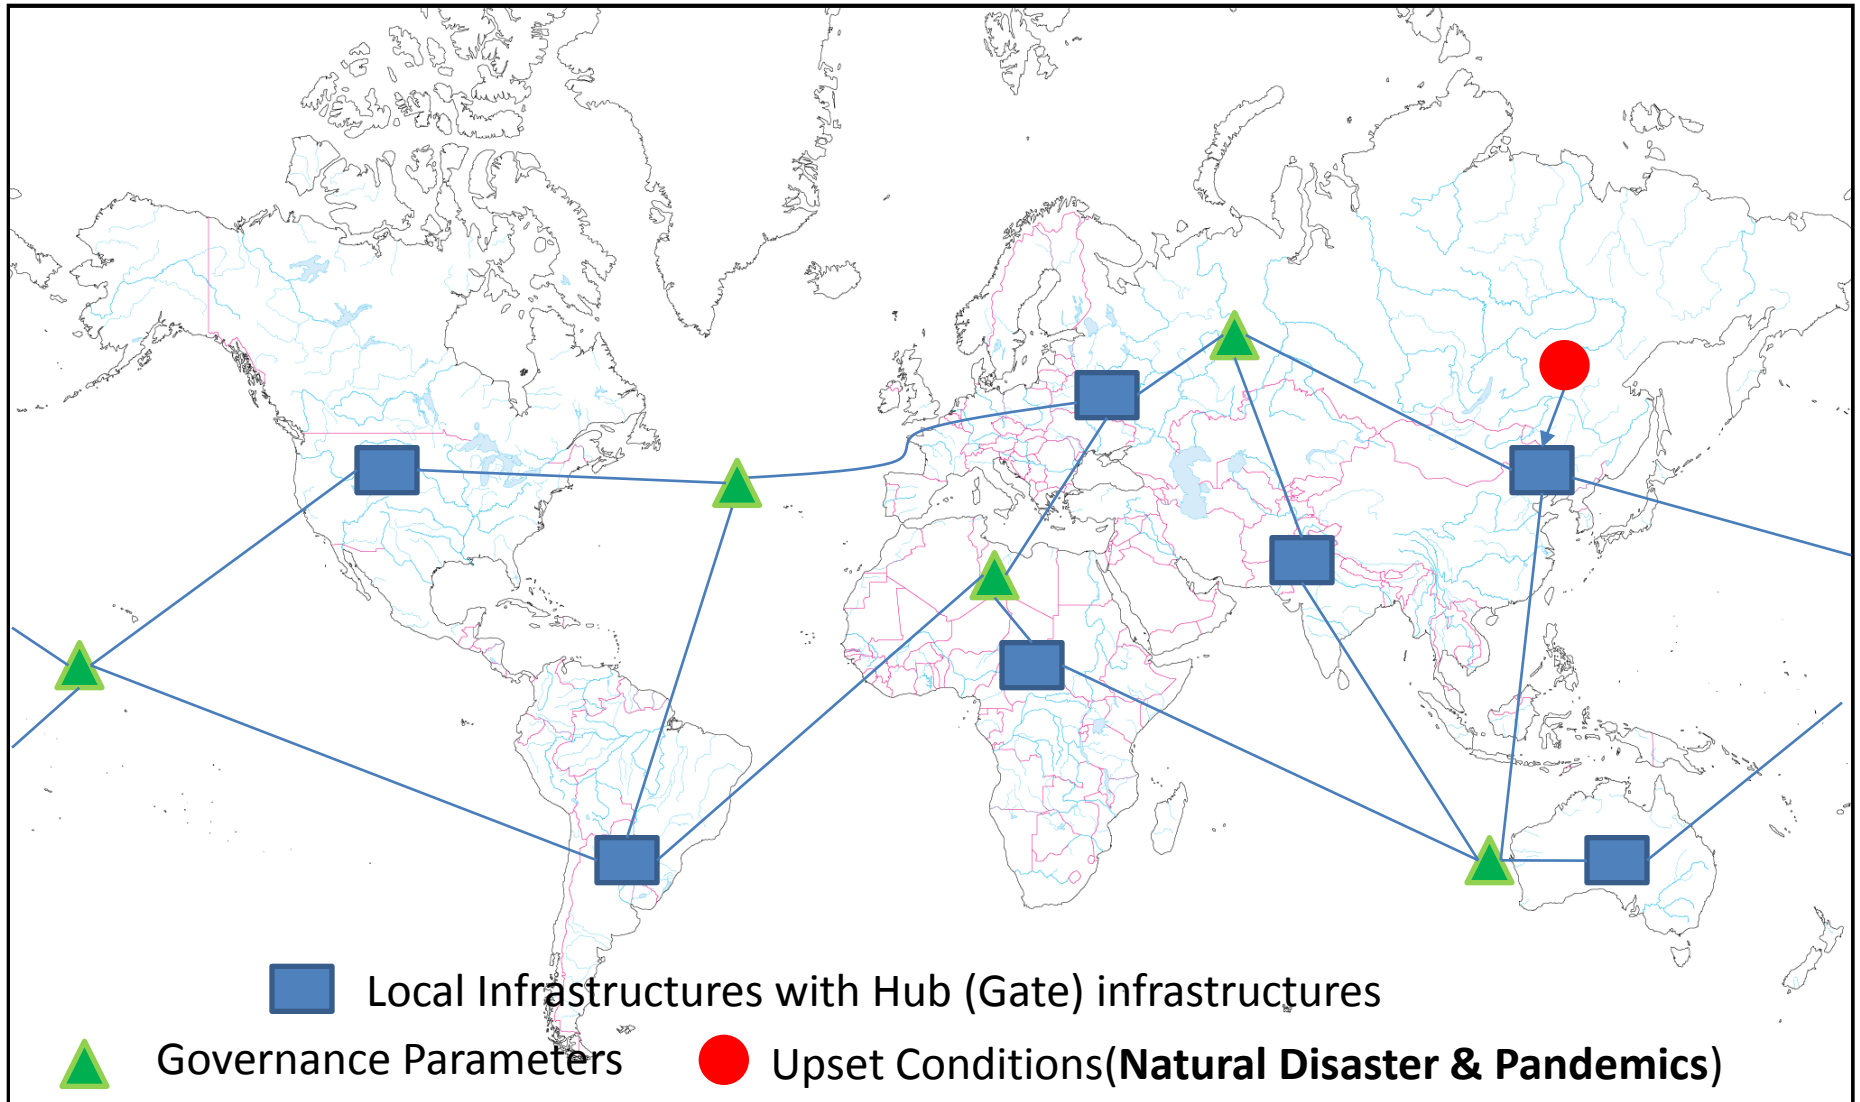 Local Infrastructures with Hub (Gate) infrastructures
Governance Parameters
Upset Conditions(Natural Disaster & Pandemics)